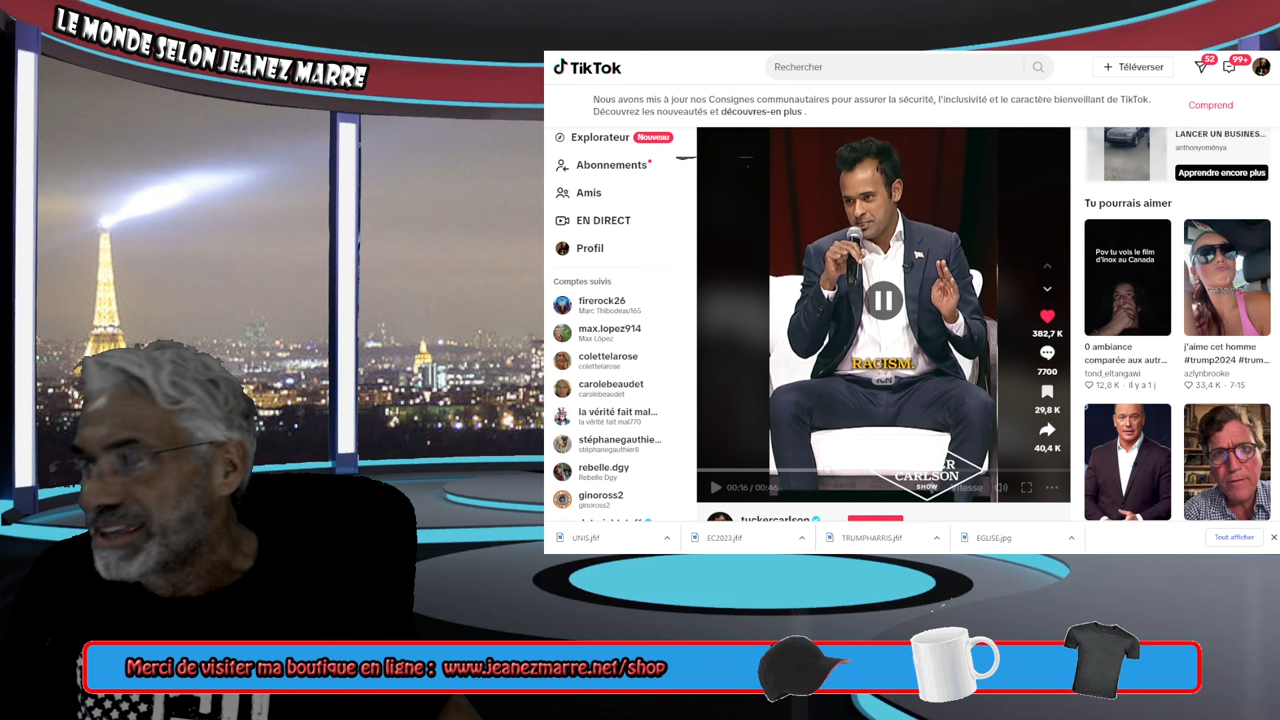 LE MONDE SELON JEANEZ MARRE
TikTok
Rechercher
Téléverser
52
99+
Nous avons mis à jour nos Consignes communautaires pour assurer la sécurité, l'inclusivité et le caractère bienveillant de TikTok.
Découvrez les nouveautés et découvres-en plus .
Comprend
Explorateur Nouveau
Abonnements
Amis
EN DIRECT
Profil
Comptes suivis
firerock26
Marc Thibodeau165
max.lopez914
Max López
colettelarose
colettelarose
carolebeaudet
carolebeaudet
la vérité fait mal...
la vérité fait mal770
stéphanegauthie...
stéphanegauthier8
rebelle.dgy
Rebelle Dgy
ginoross2
ginoross2
RACISM.
CARLSON
SHOW
00:16 / 00:46
Vitesse
382,7 K
7700
29,8 K
40,4 K
tuckercarlson
LANCER UN BUSINES...
anthonyoménya
Apprendre encore plus
Tu pourrais aimer
Pov tu vois le film
d'Inox au Canada
0 ambiance
comparée aux autr...
tond_eltangawi
12,8 K · Il y a 1 j
j'aime cet homme
#trump2024 #trum...
azlynbrooke
33,4 K · 7-15
UNIS.jfif
EC2023.jfif
TRUMPHARRIS.jfif
EGLISE.jpg
Tout afficher
Merci de visiter ma boutique en ligne : www.jeanezmarre.net/shop